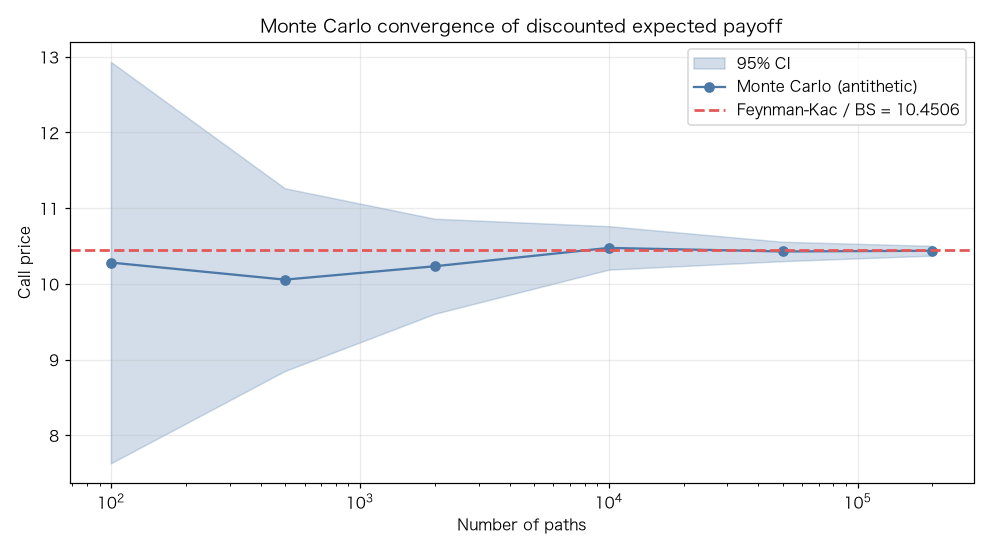 Monte Carlo convergence of discounted expected payoff
95% CI
Monte Carlo (antithetic)
Feynman-Kac / BS = 10.4506
Call price
13
12
11
10
9
8
10²
10³
10⁴
10⁵
Number of paths